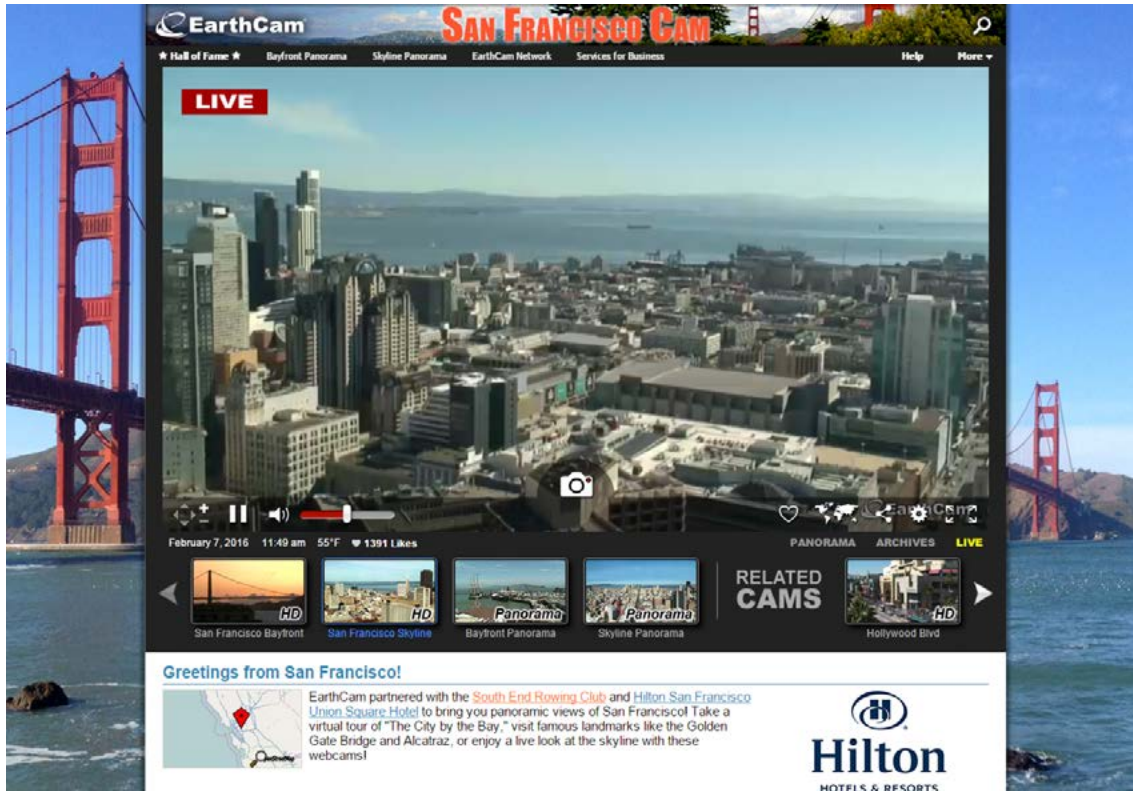 EarthCam
SAN FRANCISCO CAM
★ Hall of Fame ★ Bayfront Panorama Skyline Panorama EarthCam Network Services for Business Help More
LIVE
EarthCam
February 7, 2016 11:49 am 55°F ♥ 1391 Likes PANORAMA ARCHIVES LIVE
HD HD Panorama Panorama RELATED
CAMS HD
San Francisco Bayfront San Francisco Skyline Bayfront Panorama Skyline Panorama Hollywood Blvd
Greetings from San Francisco!
EarthCam partnered with the South End Rowing Club and Hilton San Francisco
Union Square Hotel to bring you panoramic views of San Francisco! Take a
virtual tour of "The City by the Bay," visit famous landmarks like the Golden
Gate Bridge and Alcatraz, or enjoy a live look at the skyline with these
webcams!
H
Hilton
HOTELS & RESORTS